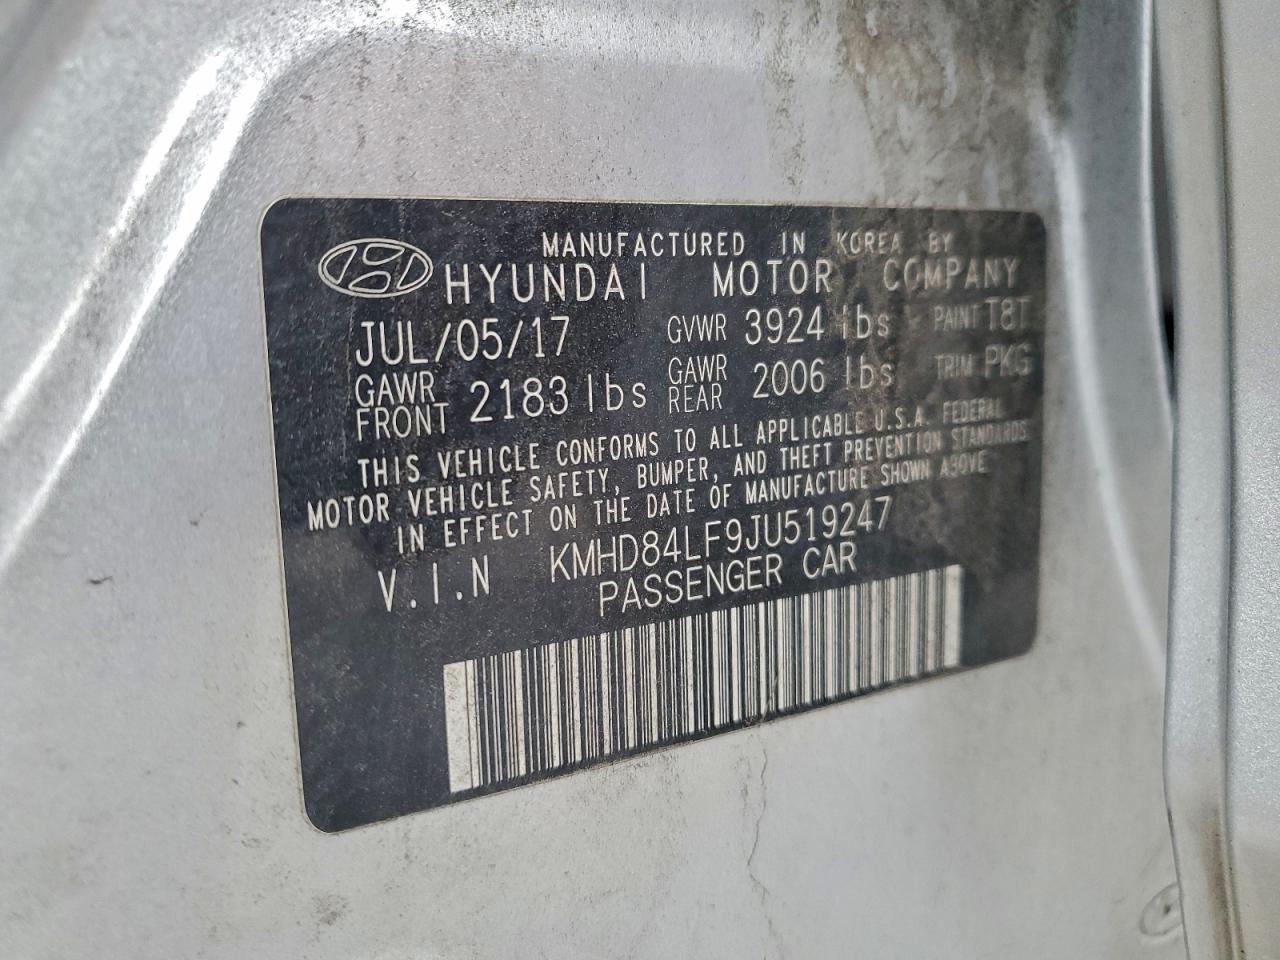 MANUFACTURED IN KOREA BY
HYUNDAI MOTOR COMPANY
JUL/05/17 GVWR 3924 lbs PAINT T8T
GAWR FRONT 2183 lbs GAWR REAR 2006 lbs TRIM PKG
THIS VEHICLE CONFORMS TO ALL APPLICABLE U.S.A. FEDERAL
MOTOR VEHICLE SAFETY, BUMPER, AND THEFT PREVENTION STANDARDS
IN EFFECT ON THE DATE OF MANUFACTURE SHOWN ABOVE
V.I.N KMHD84LF9JU519247
PASSENGER CAR